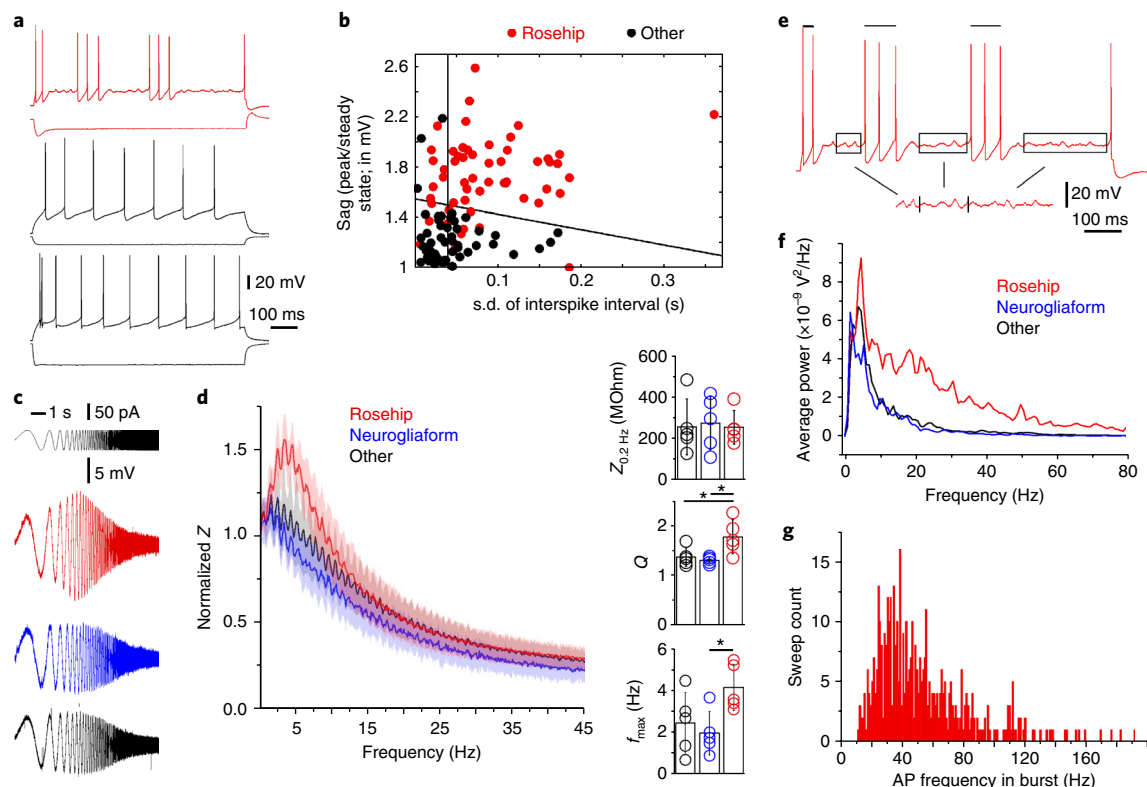 a
20 mV
100 ms
b
Rosehip
Other
Sag (peak/steady
state; in mV)
2.6
2.2
1.8
1.4
1
0.1
0.2
0.3
s.d. of interspike interval (s)
c
1 s
50 pA
5 mV
d
Rosehip
Neurogliaform
Other
Normalized Z
1.5
1.0
0.5
0.0
5
15
25
35
45
Frequency (Hz)
Z0.2 Hz (MOhm)
600
400
200
0
* *
Q
2
1
0
*
fmax (Hz)
6
4
2
0
e
20 mV
100 ms
f
Rosehip
Neurogliaform
Other
Average power (×10−9 V2/Hz)
8
6
4
2
0
0
20
40
60
80
Frequency (Hz)
g
Sweep count
15
10
5
0
0
40
80
120
160
AP frequency in burst (Hz)